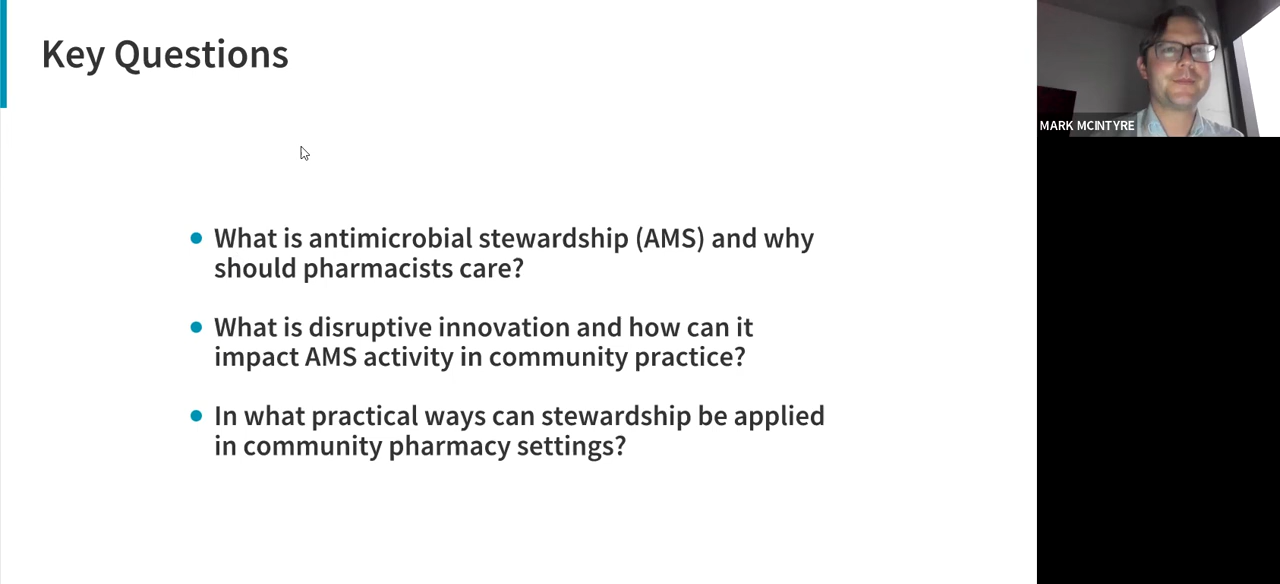 Key Questions
What is antimicrobial stewardship (AMS) and why
should pharmacists care?
What is disruptive innovation and how can it
impact AMS activity in community practice?
In what practical ways can stewardship be applied
in community pharmacy settings?
MARK MCINTYRE